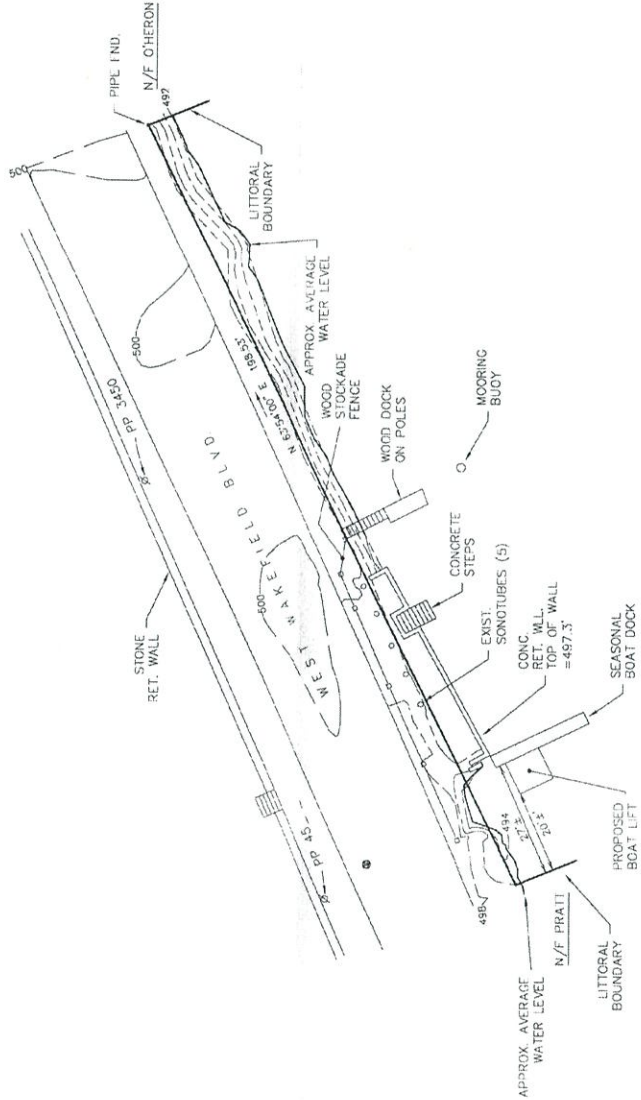 PIPE FND.
N/F O'HERON
492
LITTORAL
BOUNDARY
500
500
STONE
RET. WALL
PP 3450
WEST WAKEFIELD BLVD.
N 63°54'00" E 198.53'
APPROX. AVERAGE
WATER LEVEL
WOOD
STOCKADE
FENCE
WOOD DOCK
ON POLES
MOORING
BUOY
500
CONCRETE
STEPS
EXIST.
SONOTUBES (5)
CONC.
RET. WLL.
TOP OF WALL
=497.3'
SEASONAL
BOAT DOCK
PP 45
498
494
27'±
20'±
PROPOSED
BOAT LIFT
N/F PRATT
LITTORAL
BOUNDARY
APPROX. AVERAGE
WATER LEVEL